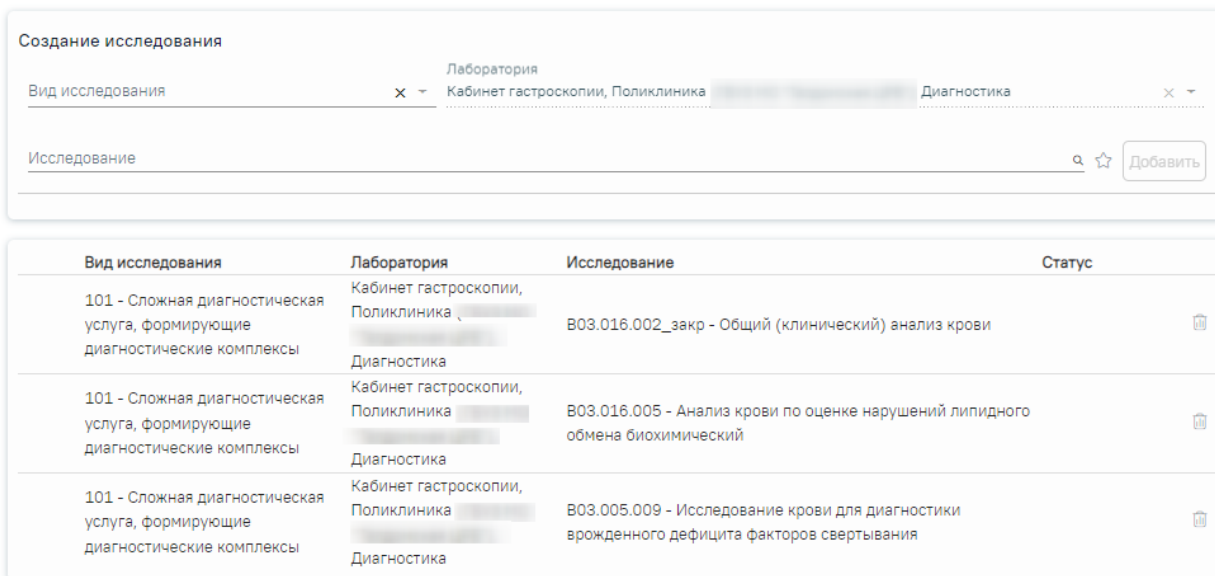 Создание исследования
Лаборатория
Вид исследования
Кабинет гастроскопии, Поликлиника Диагностика
Исследование
Добавить
Вид исследования Лаборатория Исследование Статус
101 - Сложная диагностическая
услуга, формирующие
диагностические комплексы
Кабинет гастроскопии,
Поликлиника (
Диагностика
B03.016.002_закр - Общий (клинический) анализ крови
101 - Сложная диагностическая
услуга, формирующие
диагностические комплексы
Кабинет гастроскопии,
Поликлиника
Диагностика
B03.016.005 - Анализ крови по оценке нарушений липидного
обмена биохимический
101 - Сложная диагностическая
услуга, формирующие
диагностические комплексы
Кабинет гастроскопии,
Поликлиника
Диагностика
B03.005.009 - Исследование крови для диагностики
врожденного дефицита факторов свертывания